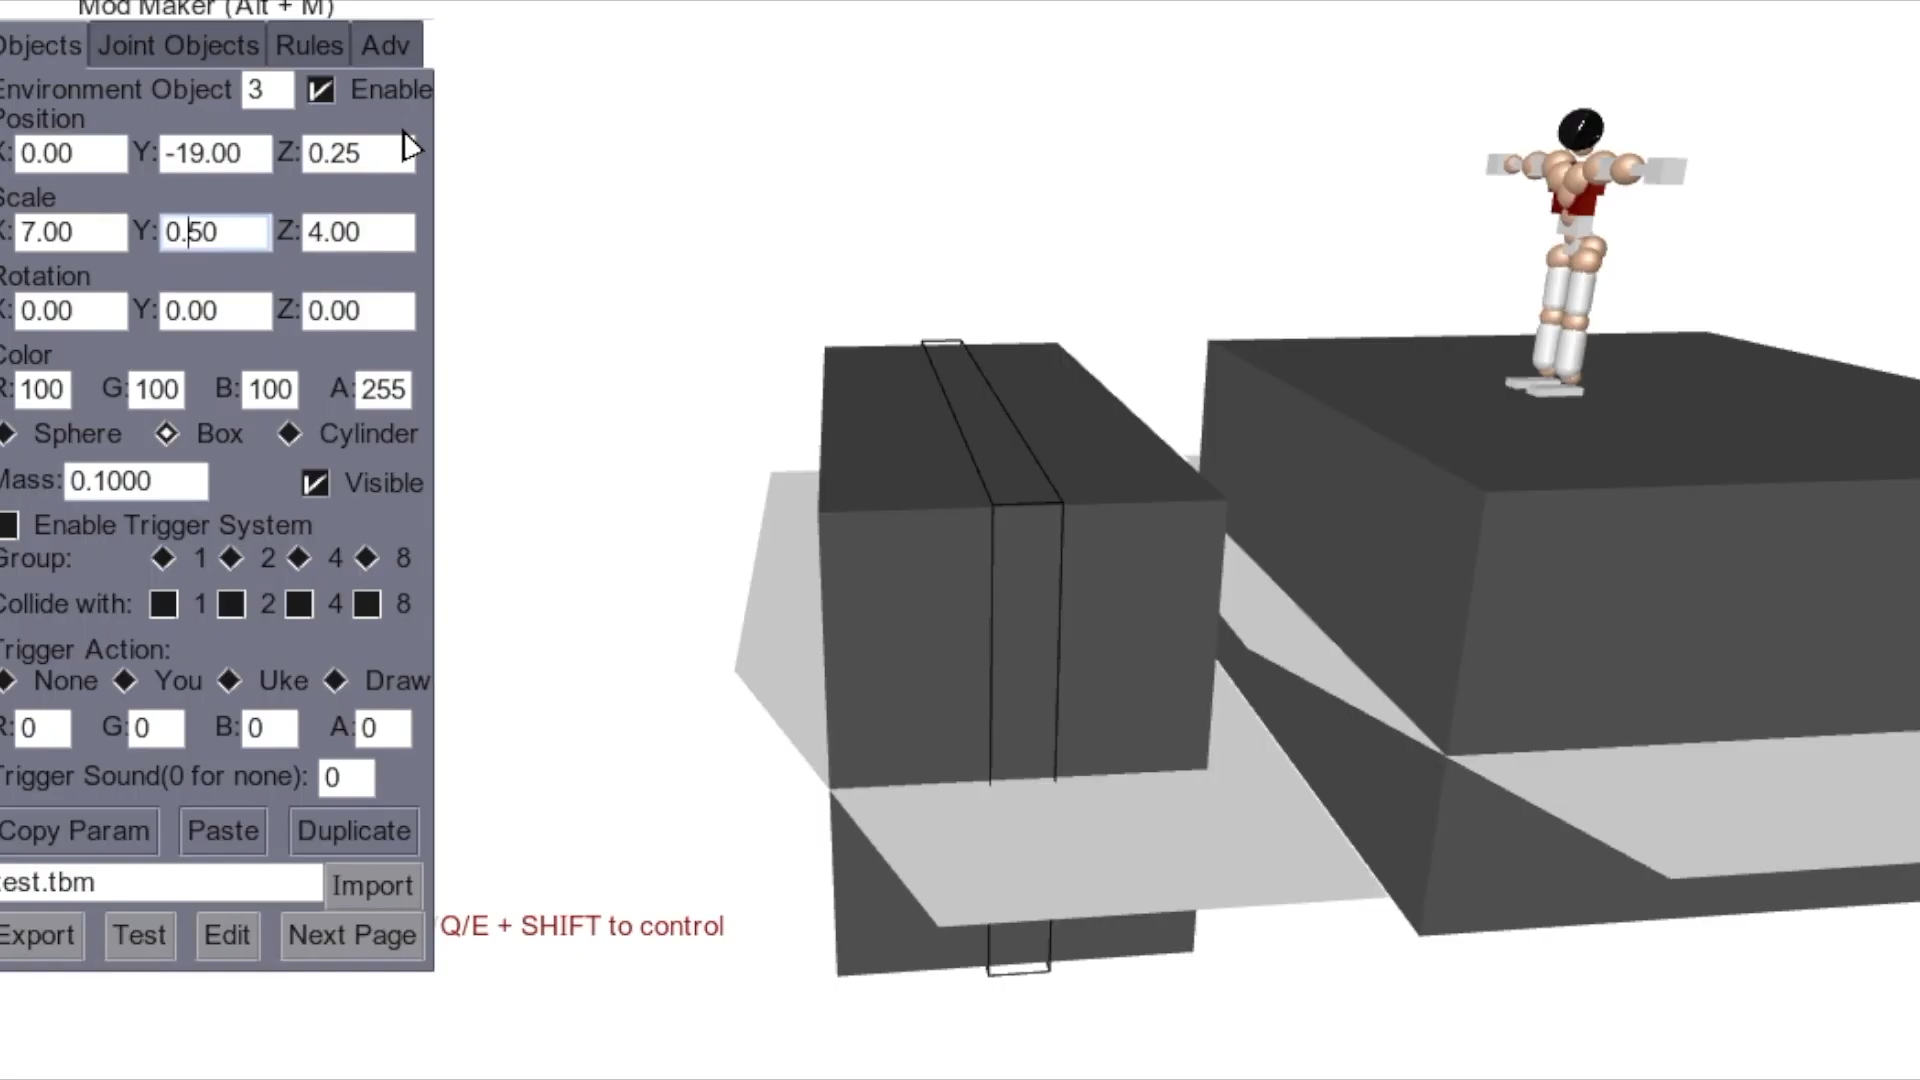 Mod Maker (Alt + M)
Objects Joint Objects Rules Adv
Environment Object 3 Enable
Position
X: 0.00 Y: -19.00 Z: 0.25
Scale
X: 7.00 Y: 0.50 Z: 4.00
Rotation
X: 0.00 Y: 0.00 Z: 0.00
Color
R: 100 G: 100 B: 100 A: 255
Sphere Box Cylinder
Mass: 0.1000 Visible
Enable Trigger System
Group: 1 2 4 8
Collide with: 1 2 4 8
Trigger Action:
None You Uke Draw
R: 0 G: 0 B: 0 A: 0
Trigger Sound(0 for none): 0
Copy Param Paste Duplicate
test.tbm Import
Export Test Edit Next Page
/Q/E + SHIFT to control